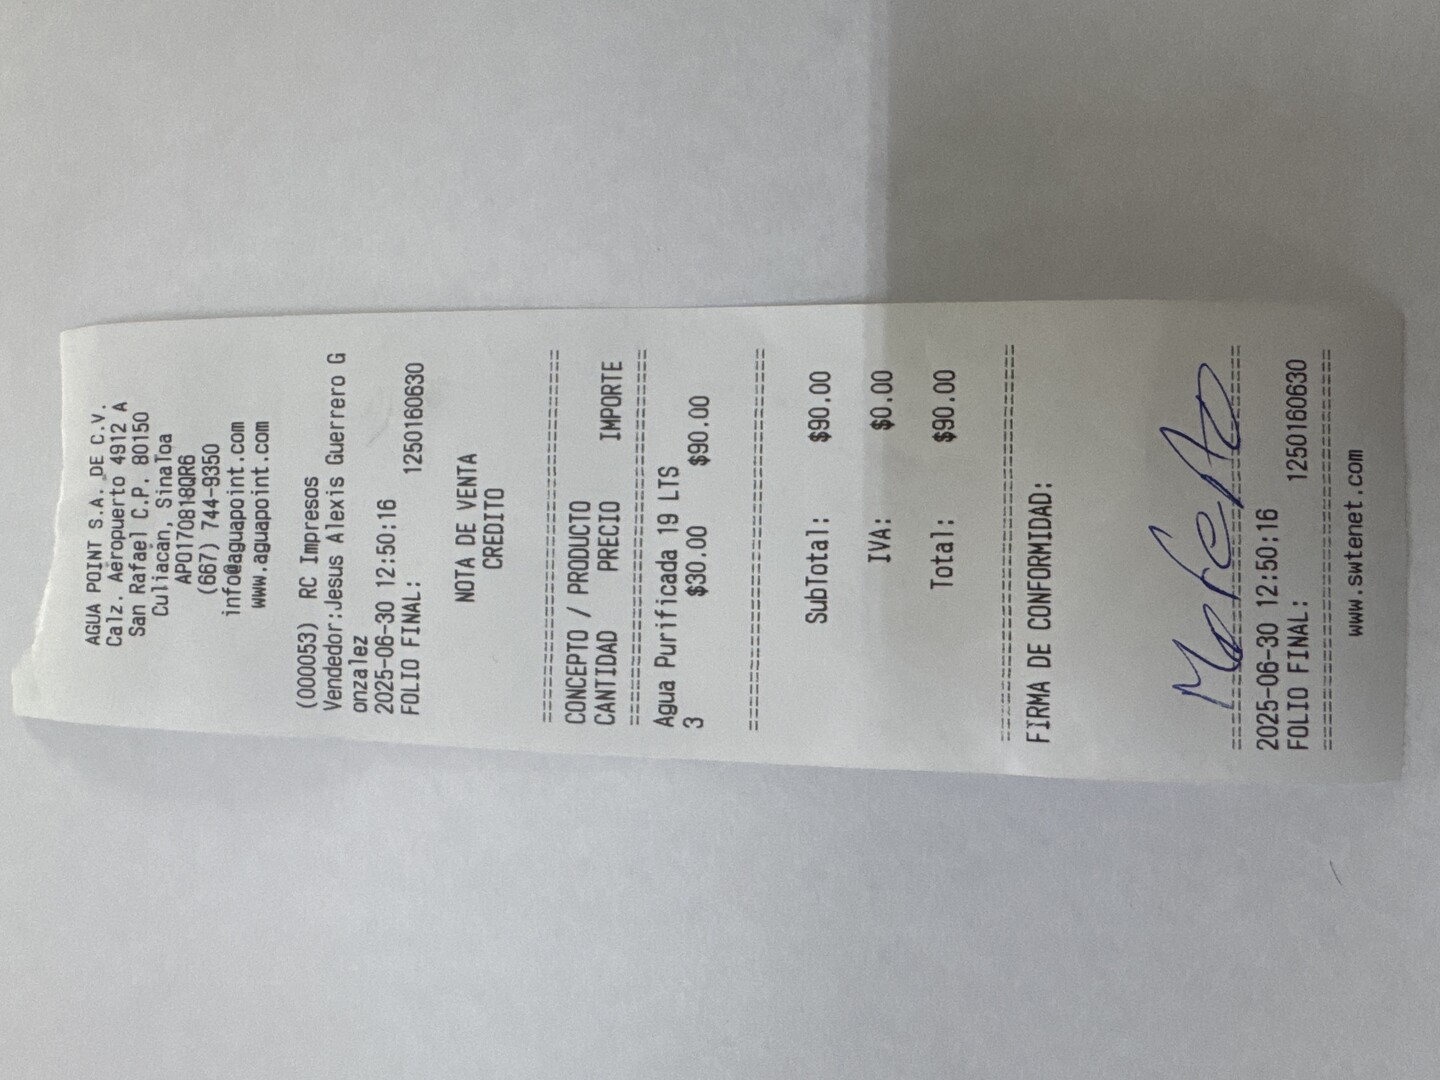 AGUA POINT S.A. DE C.V.
Calz. Aeropuerto 4912 A
San Rafael C.P. 80150
Culiacán, Sinaloa
APO170818QR6
(667) 744-9350
info@aguapoint.com
www.aguapoint.com
(000053) RC Impresos
Vendedor:Jesus Alexis Guerrero G
onzalez
2025-06-30 12:50:16
FOLIO FINAL: 1250160630
NOTA DE VENTA
CREDITO
================================
CONCEPTO / PRODUCTO
CANTIDAD PRECIO IMPORTE
================================
Agua Purificada 19 LTS
3 $30.00 $90.00
================================
SubTotal: $90.00
IVA: $0.00
Total: $90.00
================================
FIRMA DE CONFORMIDAD:
================================
2025-06-30 12:50:16
FOLIO FINAL: 1250160630
================================
www.swtenet.com